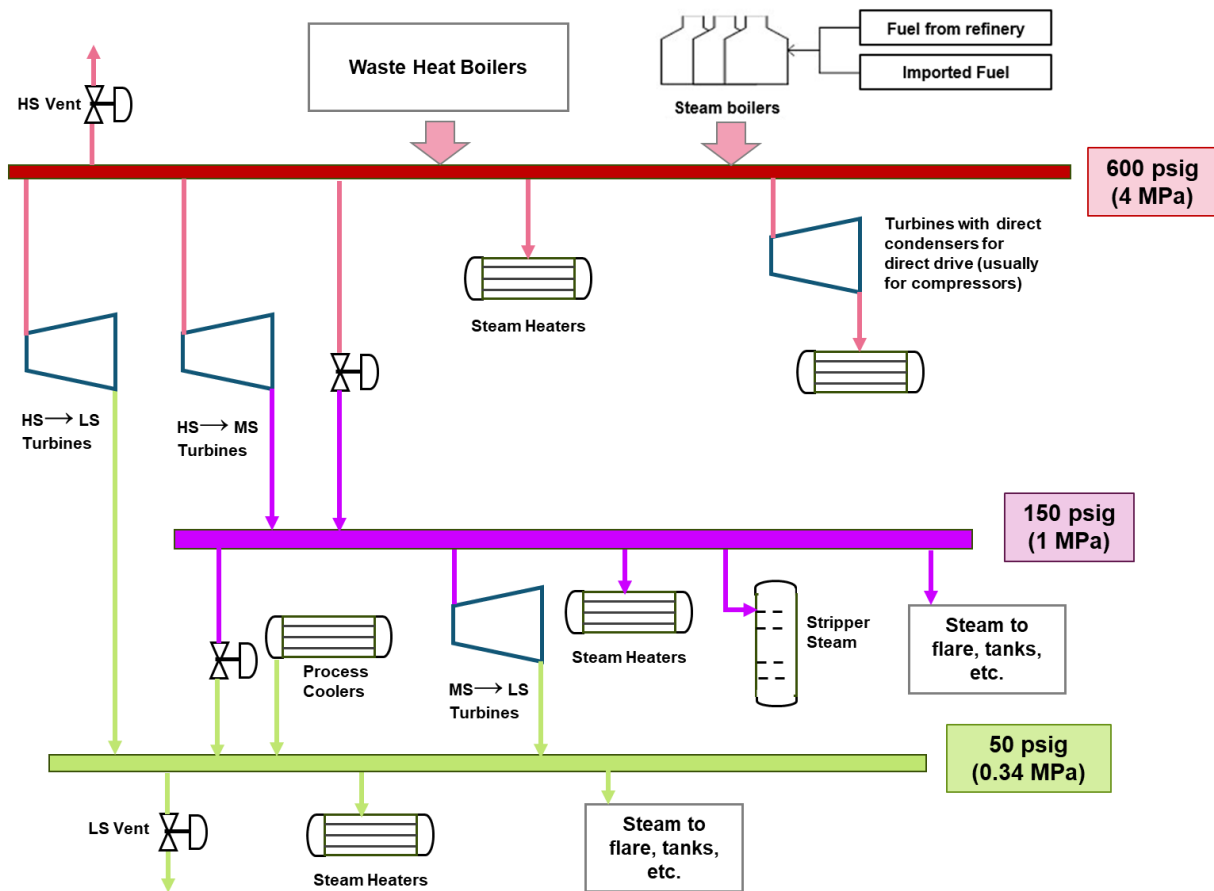 Waste Heat Boilers
Fuel from refinery
Imported Fuel
Steam boilers
HS Vent
600 psig
(4 MPa)
Turbines with direct
condensers for
direct drive (usually
for compressors)
Steam Heaters
HS→ LS
Turbines
HS→ MS
Turbines
150 psig
(1 MPa)
Process
Coolers
MS→ LS
Turbines
Steam Heaters
Stripper
Steam
Steam to
flare, tanks,
etc.
50 psig
(0.34 MPa)
LS Vent
Steam Heaters
Steam to
flare, tanks,
etc.